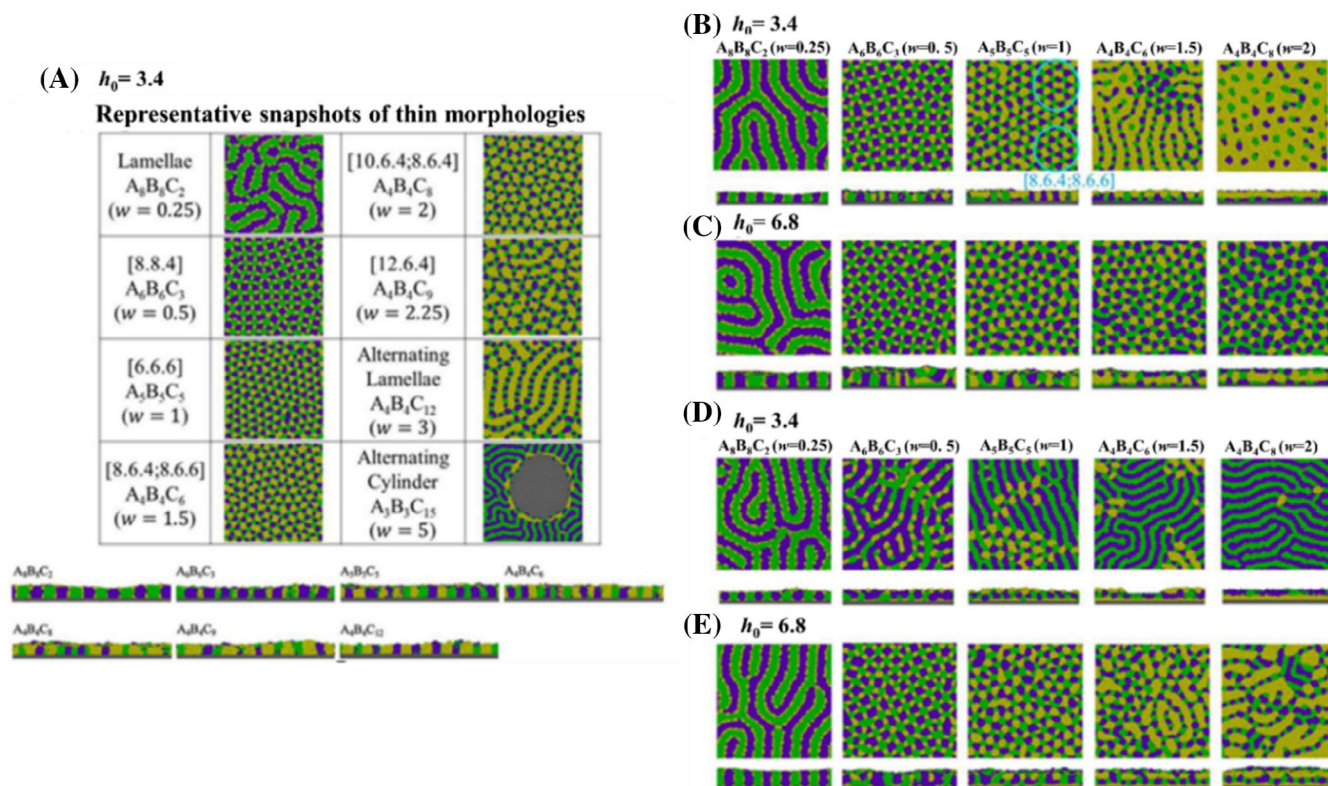 (A) h₀= 3.4
Representative snapshots of thin morphologies
Lamellae
A₈B₈C₂
(w = 0.25)
[10.6.4;8.6.4]
A₄B₄C₈
(w = 2)
[8.8.4]
A₆B₆C₃
(w = 0.5)
[12.6.4]
A₄B₄C₉
(w = 2.25)
[6.6.6]
A₅B₅C₅
(w = 1)
Alternating
Lamellae
A₄B₄C₁₂
(w = 3)
[8.6.4;8.6.6]
A₄B₄C₆
(w = 1.5)
Alternating
Cylinder
A₃B₃C₁₅
(w = 5)
A₈B₈C₂ A₆B₆C₃ A₅B₅C₅ A₄B₄C₆
A₄B₄C₈ A₄B₄C₉ A₄B₄C₁₂
(B) h₀= 3.4
A₈B₈C₂ (w=0.25) A₆B₆C₃ (w=0. 5) A₅B₅C₅ (w=1) A₄B₄C₆ (w=1.5) A₄B₄C₈ (w=2)
[8.6.4;8.6.6]
(C) h₀= 6.8
(D) h₀= 3.4
A₈B₈C₂ (w=0.25) A₆B₆C₃ (w=0. 5) A₅B₅C₅ (w=1) A₄B₄C₆ (w=1.5) A₄B₄C₈ (w=2)
(E) h₀= 6.8